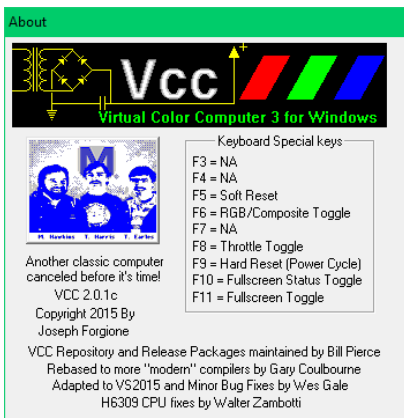 About
Vcc
Virtual Color Computer 3 for Windows
M. Hawkins T. Harris T. Earles
Another classic computer
canceled before it's time!
VCC 2.0.1c
Copyright 2015 By
Joseph Forgione
Keyboard Special keys
F3 = NA
F4 = NA
F5 = Soft Reset
F6 = RGB/Composite Toggle
F7 = NA
F8 = Throttle Toggle
F9 = Hard Reset (Power Cycle)
F10 = Fullscreen Status Toggle
F11 = Fullscreen Toggle
VCC Repository and Release Packages maintained by Bill Pierce
Rebased to more "modern" compilers by Gary Coulbourne
Adapted to VS2015 and Minor Bug Fixes by Wes Gale
H6309 CPU fixes by Walter Zambotti